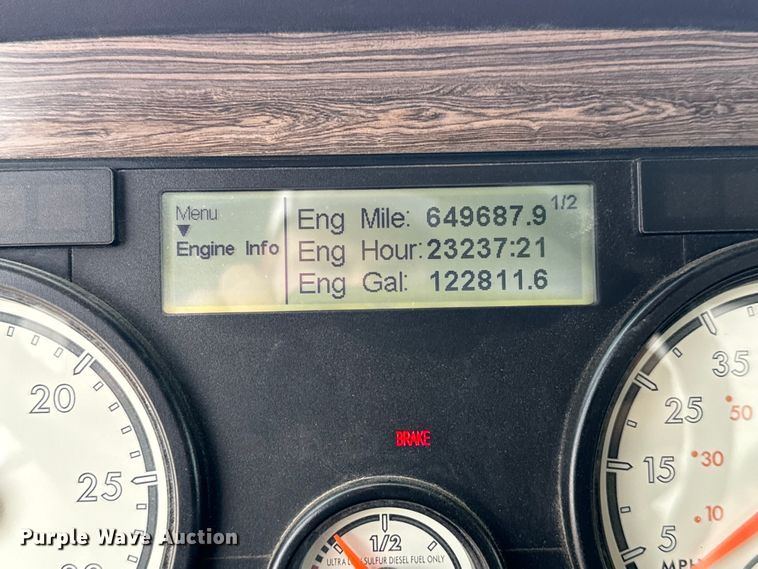 Menu
Engine Info
1/2
Eng Mile: 649687.9
Eng Hour: 23237:21
Eng Gal: 122811.6
BRAKE
20
25
35
25
15
5
50
30
10
MPH
1/2
ULTRA LOW SULFUR DIESEL FUEL ONLY
Purple Wave Auction®